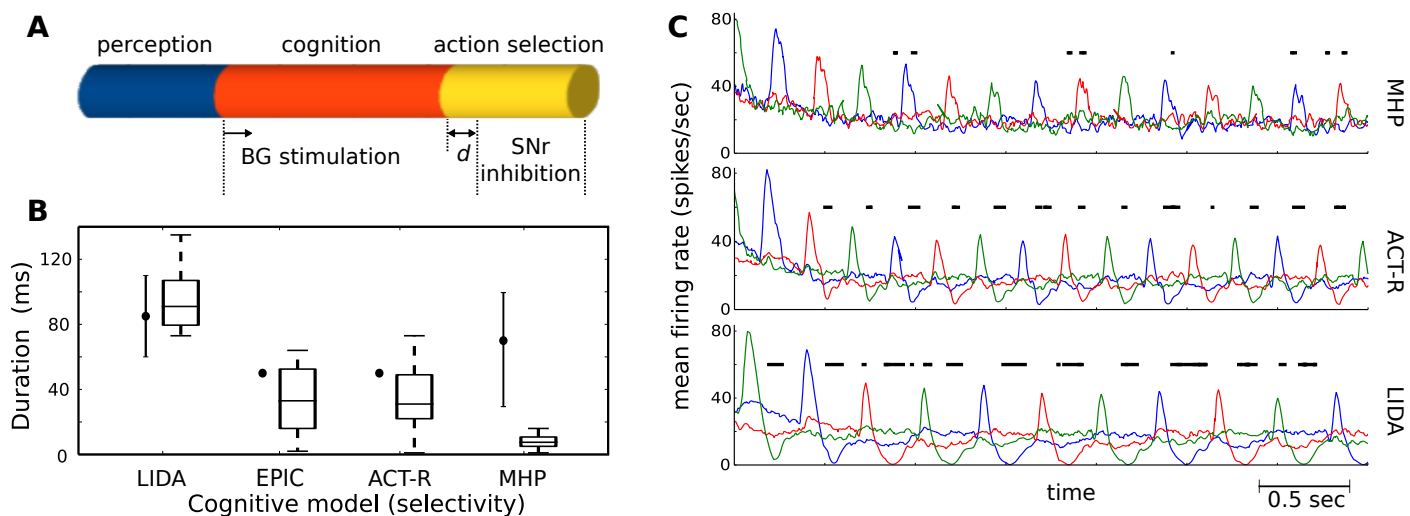 A
perception cognition action selection
BG stimulation
d
SNr
inhibition
B
Duration (ms)
120
80
40
0
LIDA EPIC ACT-R MHP
Cognitive model (selectivity)
C
mean firing rate (spikes/sec)
80
40
0
MHP
80
40
0
ACT-R
80
40
0
LIDA
time
0.5 sec